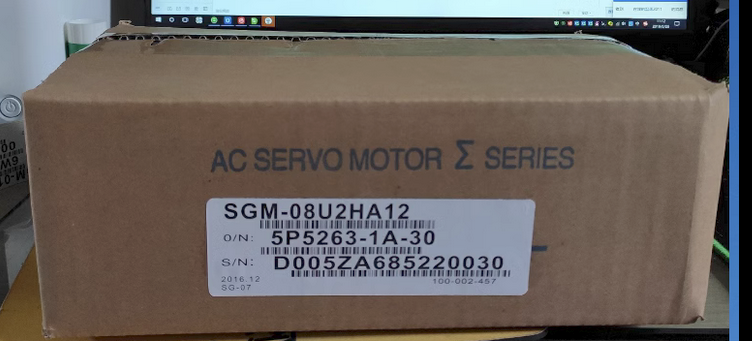 AC SERVO MOTOR Σ SERIES
SGM-08U2HA12
O/N: 5P5263-1A-30
S/N: D005ZA685220030
2016.12
SG-07 100-002-457